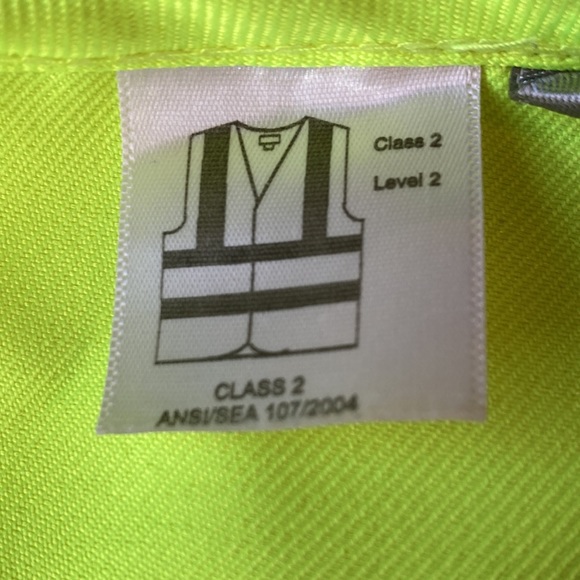 Class 2
Level 2
CLASS 2
ANSI/SEA 107/2004